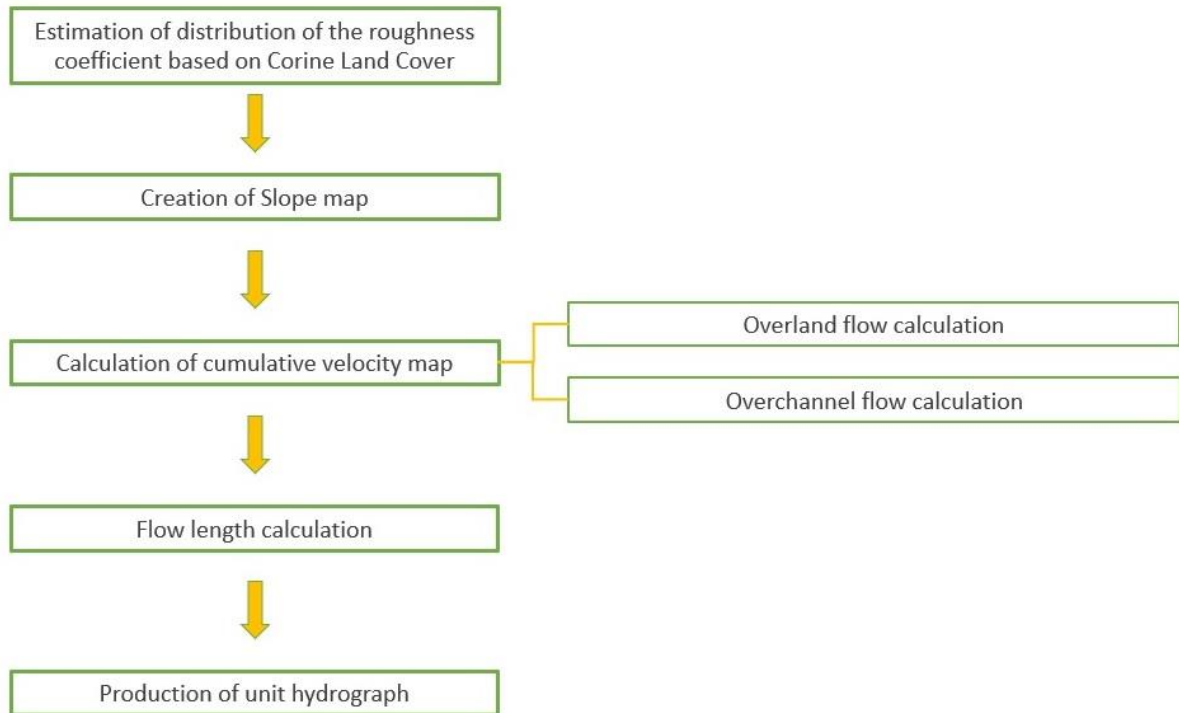 Estimation of distribution of the roughness
coefficient based on Corine Land Cover
Creation of Slope map
Calculation of cumulative velocity map
Overland flow calculation
Overchannel flow calculation
Flow length calculation
Production of unit hydrograph